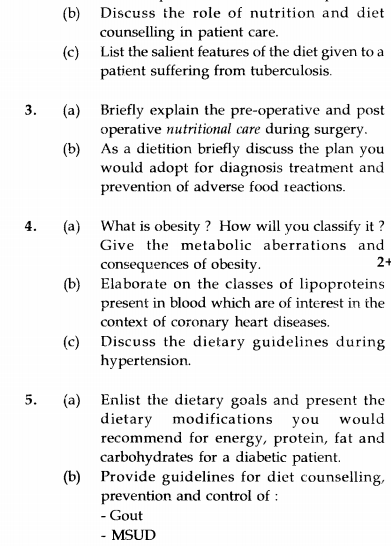 (b) Discuss the role of nutrition and diet
counselling in patient care.
(c) List the salient features of the diet given to a
patient suffering from tuberculosis.
3. (a) Briefly explain the pre-operative and post
operative nutritional care during surgery.
(b) As a dietition briefly discuss the plan you
would adopt for diagnosis treatment and
prevention of adverse food reactions.
4. (a) What is obesity ? How will you classify it ?
Give the metabolic aberrations and
consequences of obesity. 2+
(b) Elaborate on the classes of lipoproteins
present in blood which are of interest in the
context of coronary heart diseases.
(c) Discuss the dietary guidelines during
hypertension.
5. (a) Enlist the dietary goals and present the
dietary modifications you would
recommend for energy, protein, fat and
carbohydrates for a diabetic patient.
(b) Provide guidelines for diet counselling,
prevention and control of :
- Gout
- MSUD